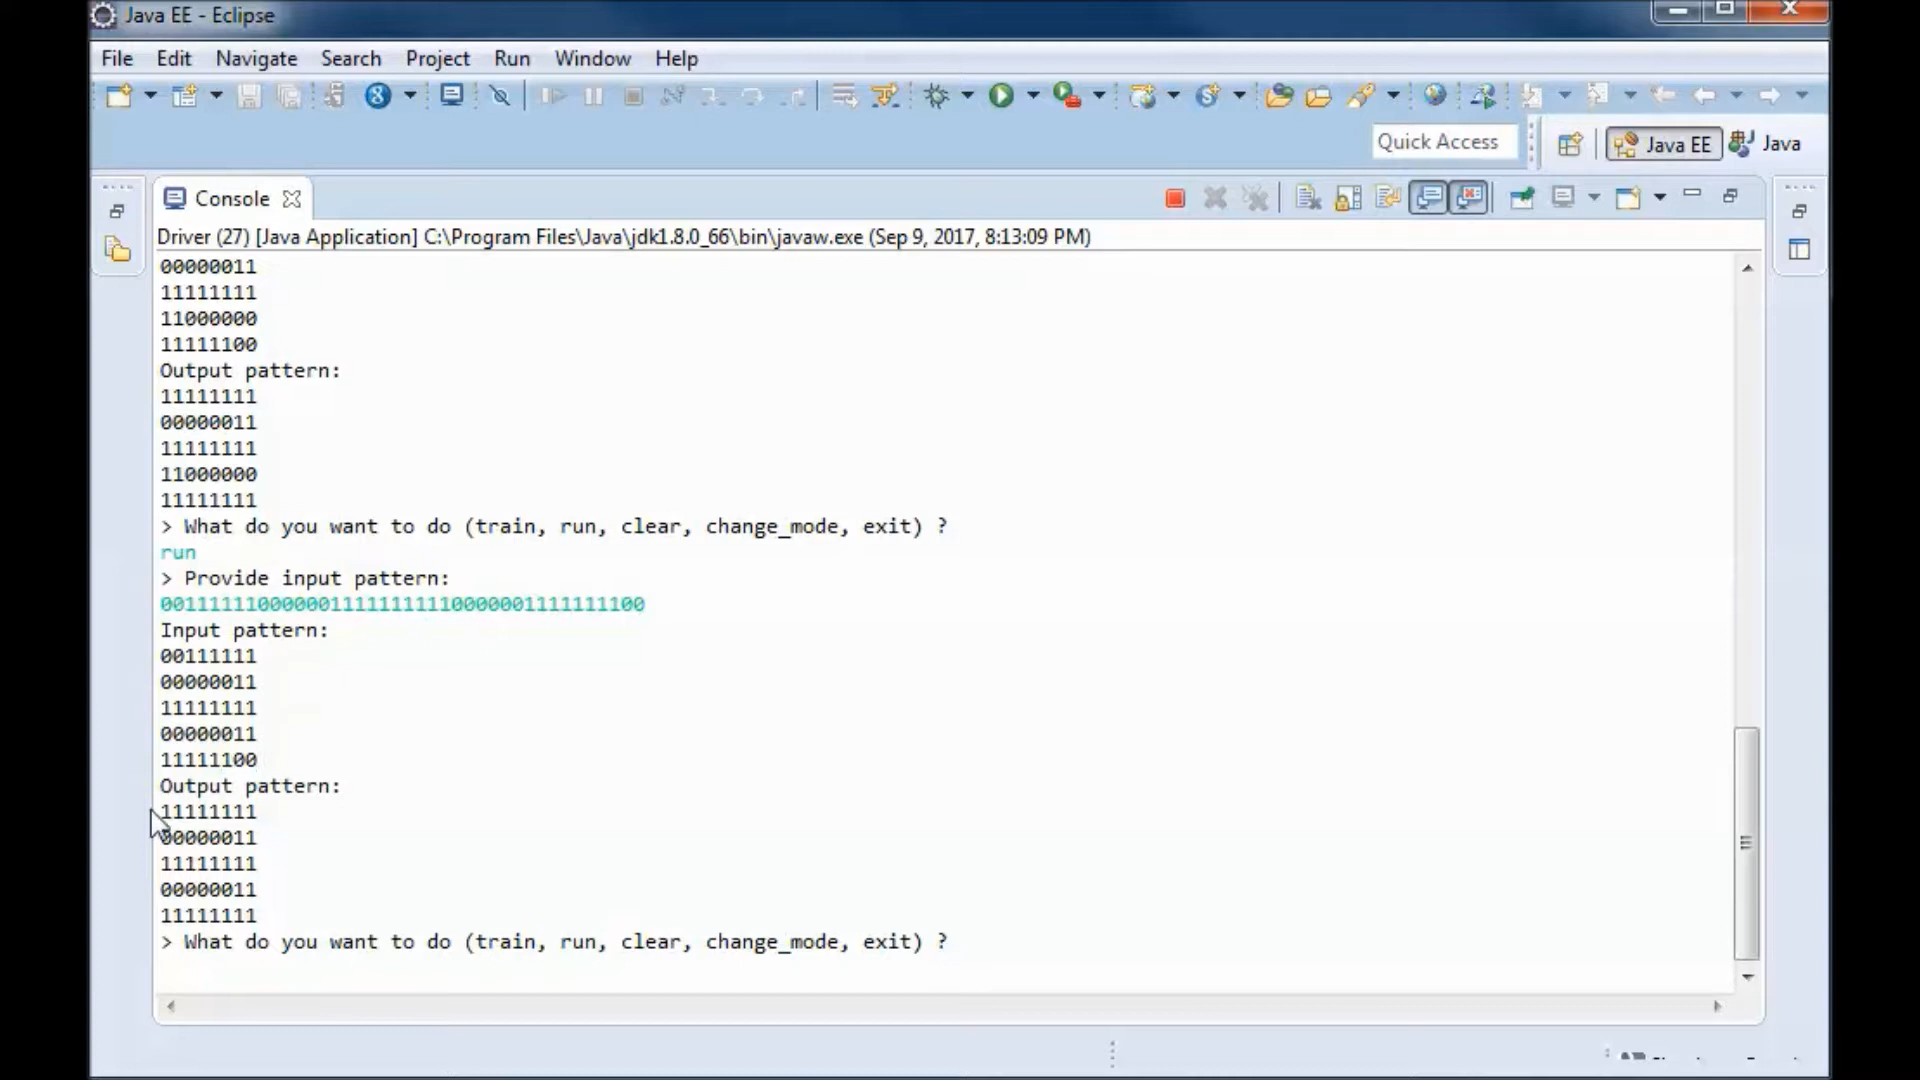 Java EE - Eclipse
File Edit Navigate Search Project Run Window Help
Quick Access
Java EE
Java
Console
Driver (27) [Java Application] C:\Program Files\Java\jdk1.8.0_66\bin\javaw.exe (Sep 9, 2017, 8:13:09 PM)
00000011
11111111
11000000
11111100
Output pattern:
11111111
00000011
11111111
11000000
11111111
> What do you want to do (train, run, clear, change_mode, exit) ?
run
> Provide input pattern:
0011111100000011111111110000001111111100
Input pattern:
00111111
00000011
11111111
00000011
11111100
Output pattern:
11111111
00000011
11111111
00000011
11111111
> What do you want to do (train, run, clear, change_mode, exit) ?